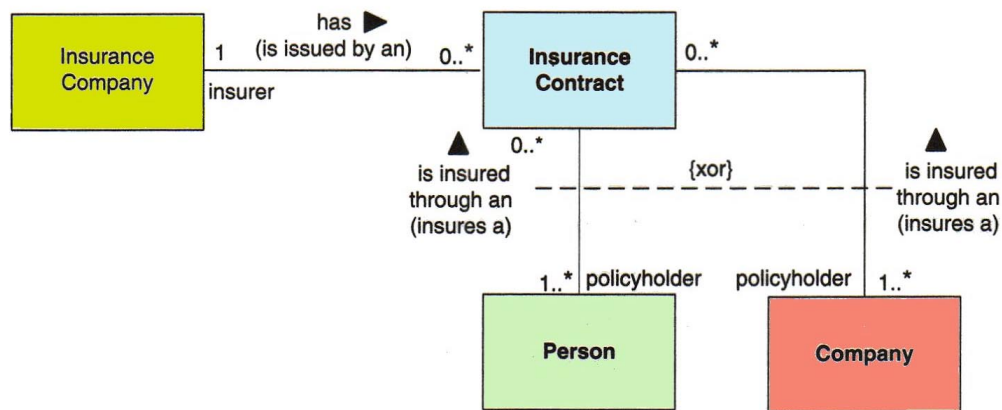 Insurance
Company
1
insurer
has ▶
(is issued by an)
0..*
Insurance
Contract
0..*
0..*
▲
is insured
through an
(insures a)
{xor}
▲
is insured
through an
(insures a)
1..*
policyholder
policyholder
1..*
Person
Company